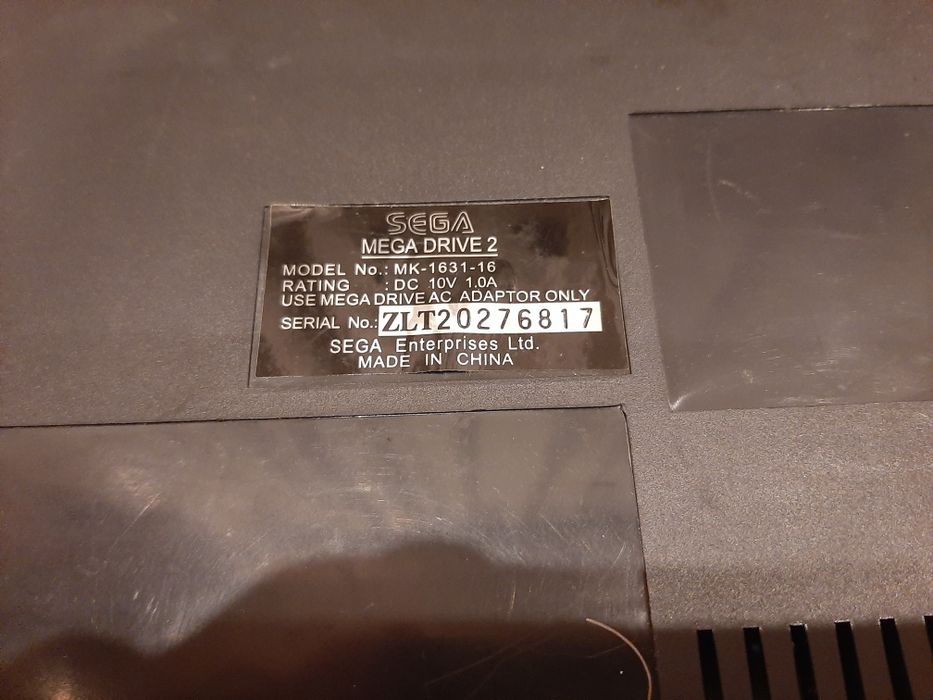 SEGA
MEGA DRIVE 2
MODEL No.: MK-1631-16
RATING : DC 10V 1.0A
USE MEGA DRIVE AC ADAPTOR ONLY
SERIAL No.: ZLT20276817
SEGA Enterprises Ltd.
MADE IN CHINA